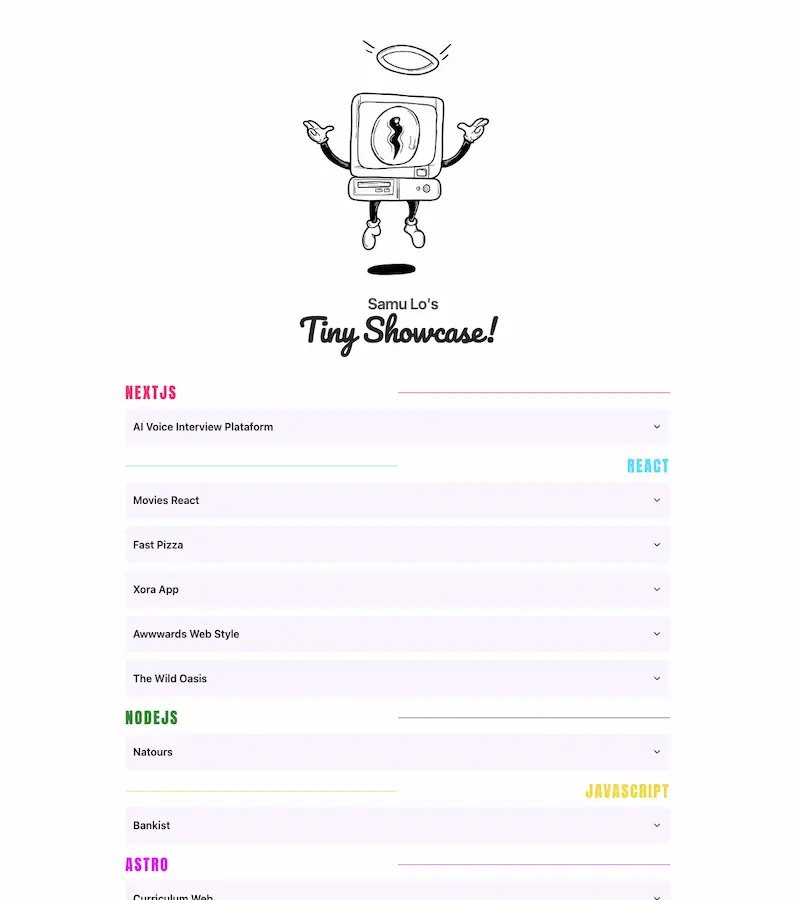 Samu Lo's
Tiny Showcase!
NEXTJS
AI Voice Interview Plataform
REACT
Movies React
Fast Pizza
Xora App
Awwwards Web Style
The Wild Oasis
NODEJS
Natours
JAVASCRIPT
Bankist
ASTRO
Curriculum Web